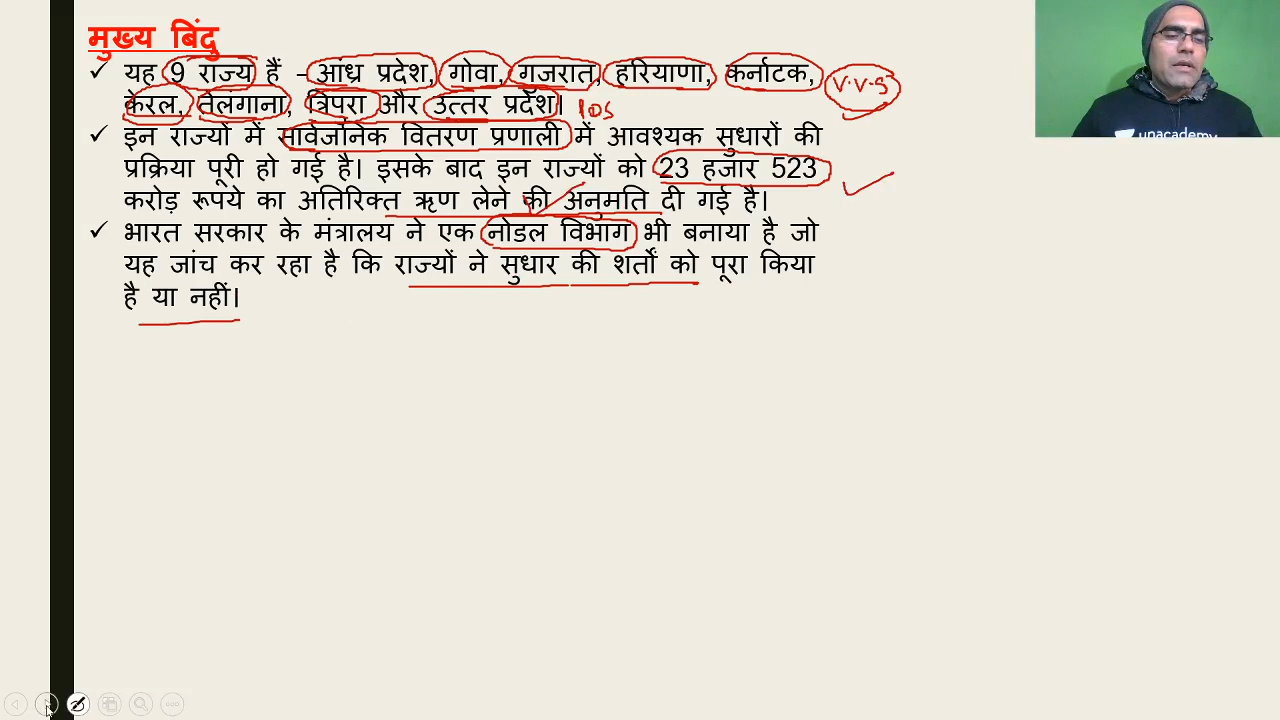 मुख्य बिंदु
✓ यह 9 राज्य हैं – आंध्र प्रदेश, गोवा, गुजरात, हरियाणा, कर्नाटक,
केरल, तेलंगाना, त्रिपुरा और उत्तर प्रदेश।
✓ इन राज्यों में सार्वजनिक वितरण प्रणाली में आवश्यक सुधारों की
प्रक्रिया पूरी हो गई है। इसके बाद इन राज्यों को 23 हजार 523
करोड़ रूपये का अतिरिक्त ऋण लेने की अनुमति दी गई है।
✓ भारत सरकार के मंत्रालय ने एक नोडल विभाग भी बनाया है जो
यह जांच कर रहा है कि राज्यों ने सुधार की शर्तों को पूरा किया
है या नहीं।
unacademy